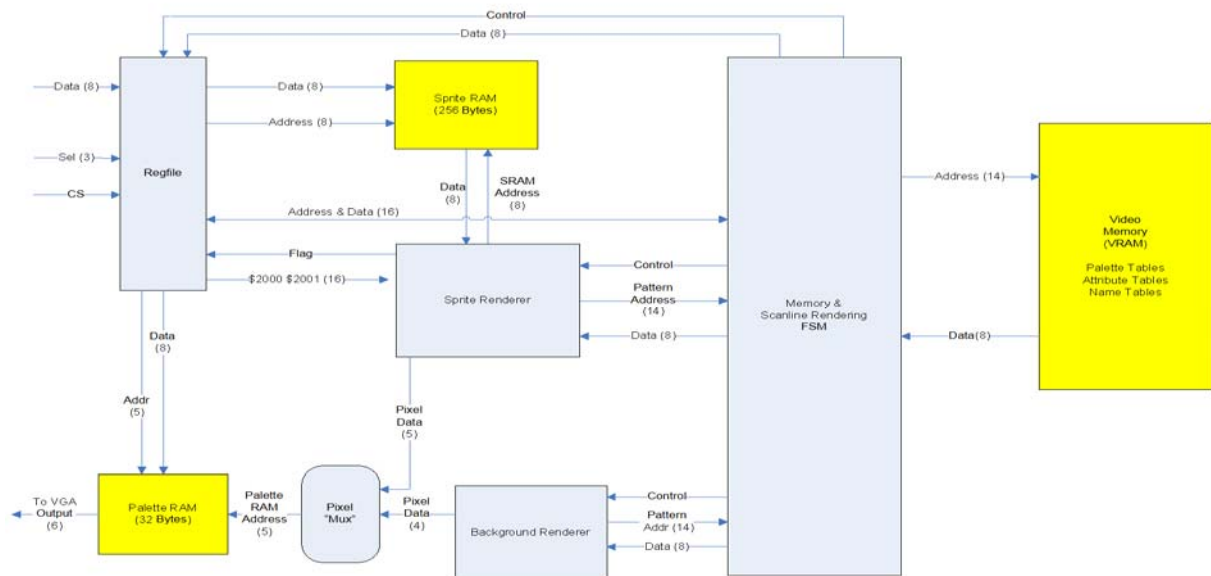 Control
Data (8)
Data (8)
Sel (3)
CS
Regfile
Data (8)
Address (8)
Sprite RAM
(256 Bytes)
Data
(8)
SRAM
Address
(8)
Address & Data (16)
Flag
$2000 $2001 (16)
Sprite Renderer
Control
Pattern
Address
(14)
Data (8)
Memory &
Scanline Rendering
FSM
Address (14)
Data(8)
Video
Memory
(VRAM)
Palette Tables
Attribute Tables
Name Tables
Data
(8)
Addr
(5)
Pixel
Data
(5)
To VGA
Output
(6)
Palette RAM
(32 Bytes)
Palette
RAM
Address
(5)
Pixel
"Mux"
Pixel
Data
(4)
Background Renderer
Control
Pattern
Addr (14)
Data (8)